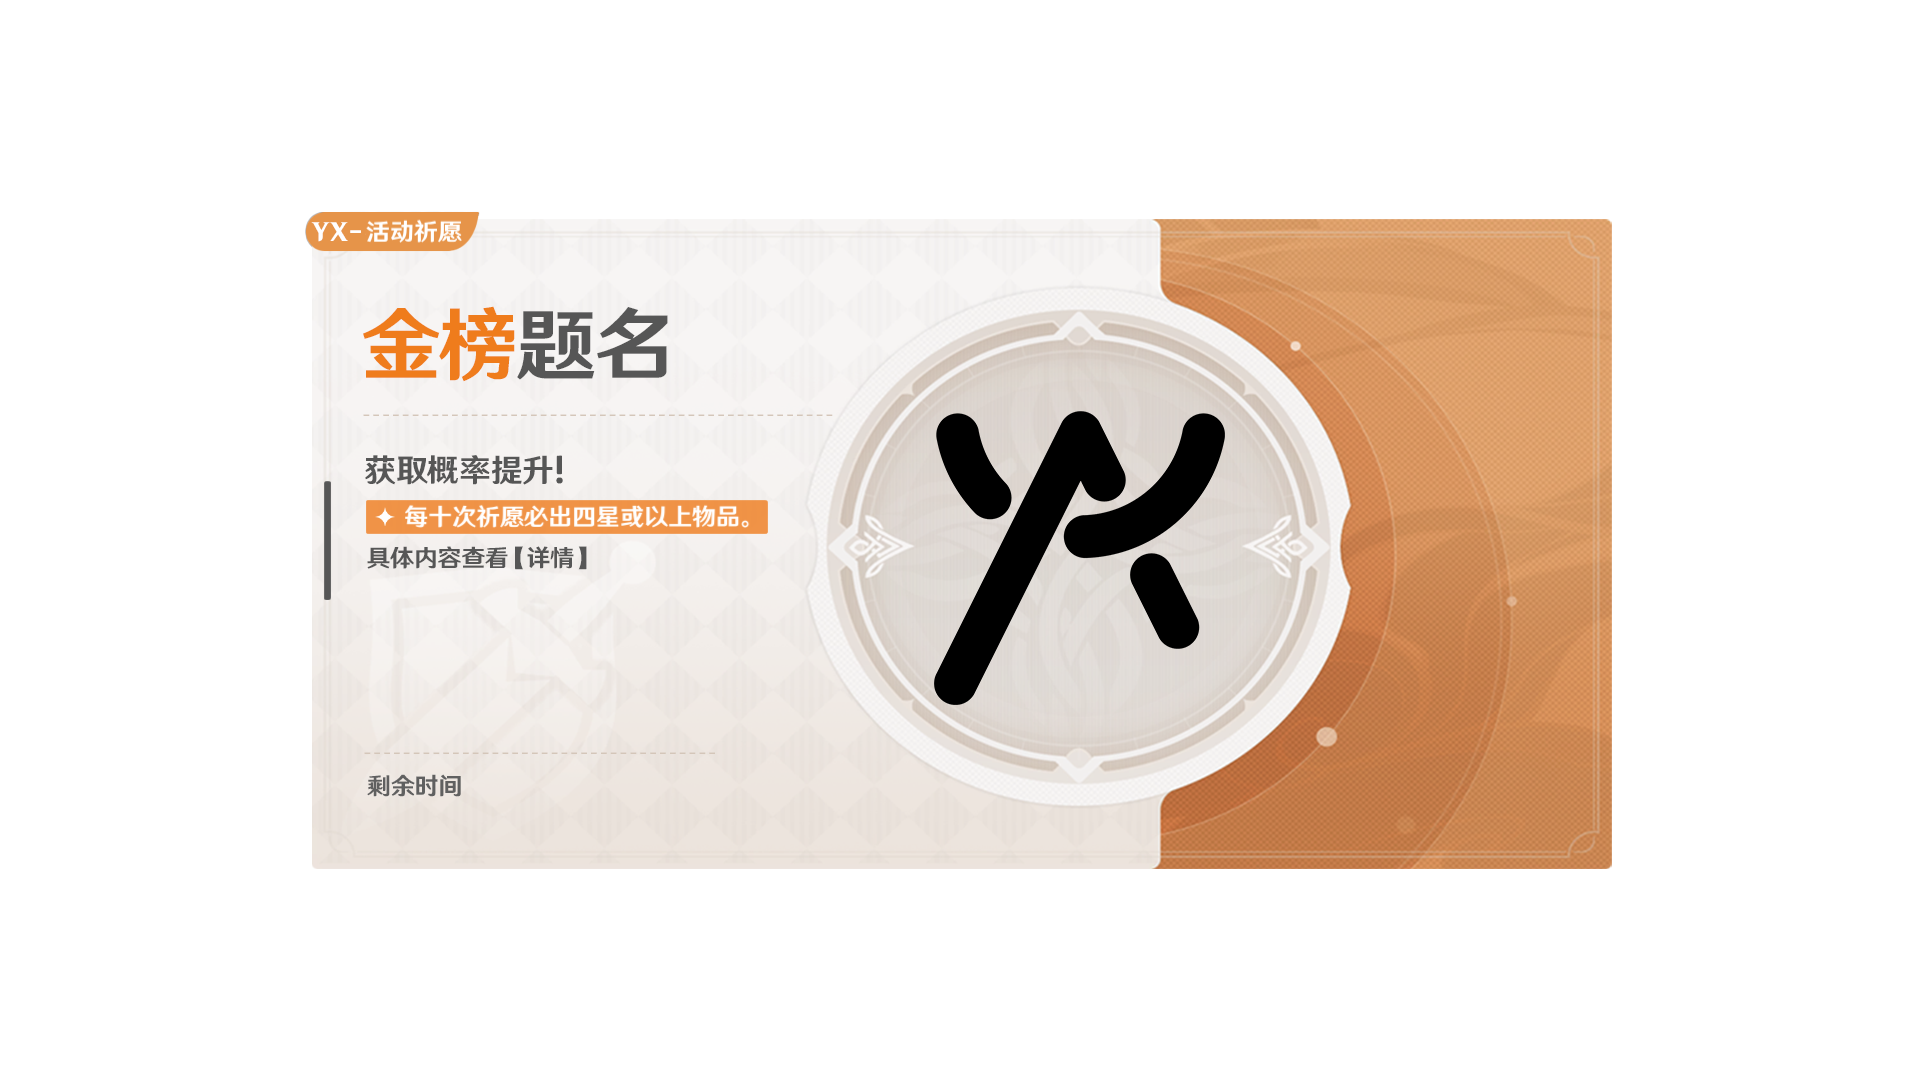 YX-活动祈愿
金榜题名
获取概率提升!
✦ 每十次祈愿必出四星或以上物品。
具体内容查看【详情】
剩余时间